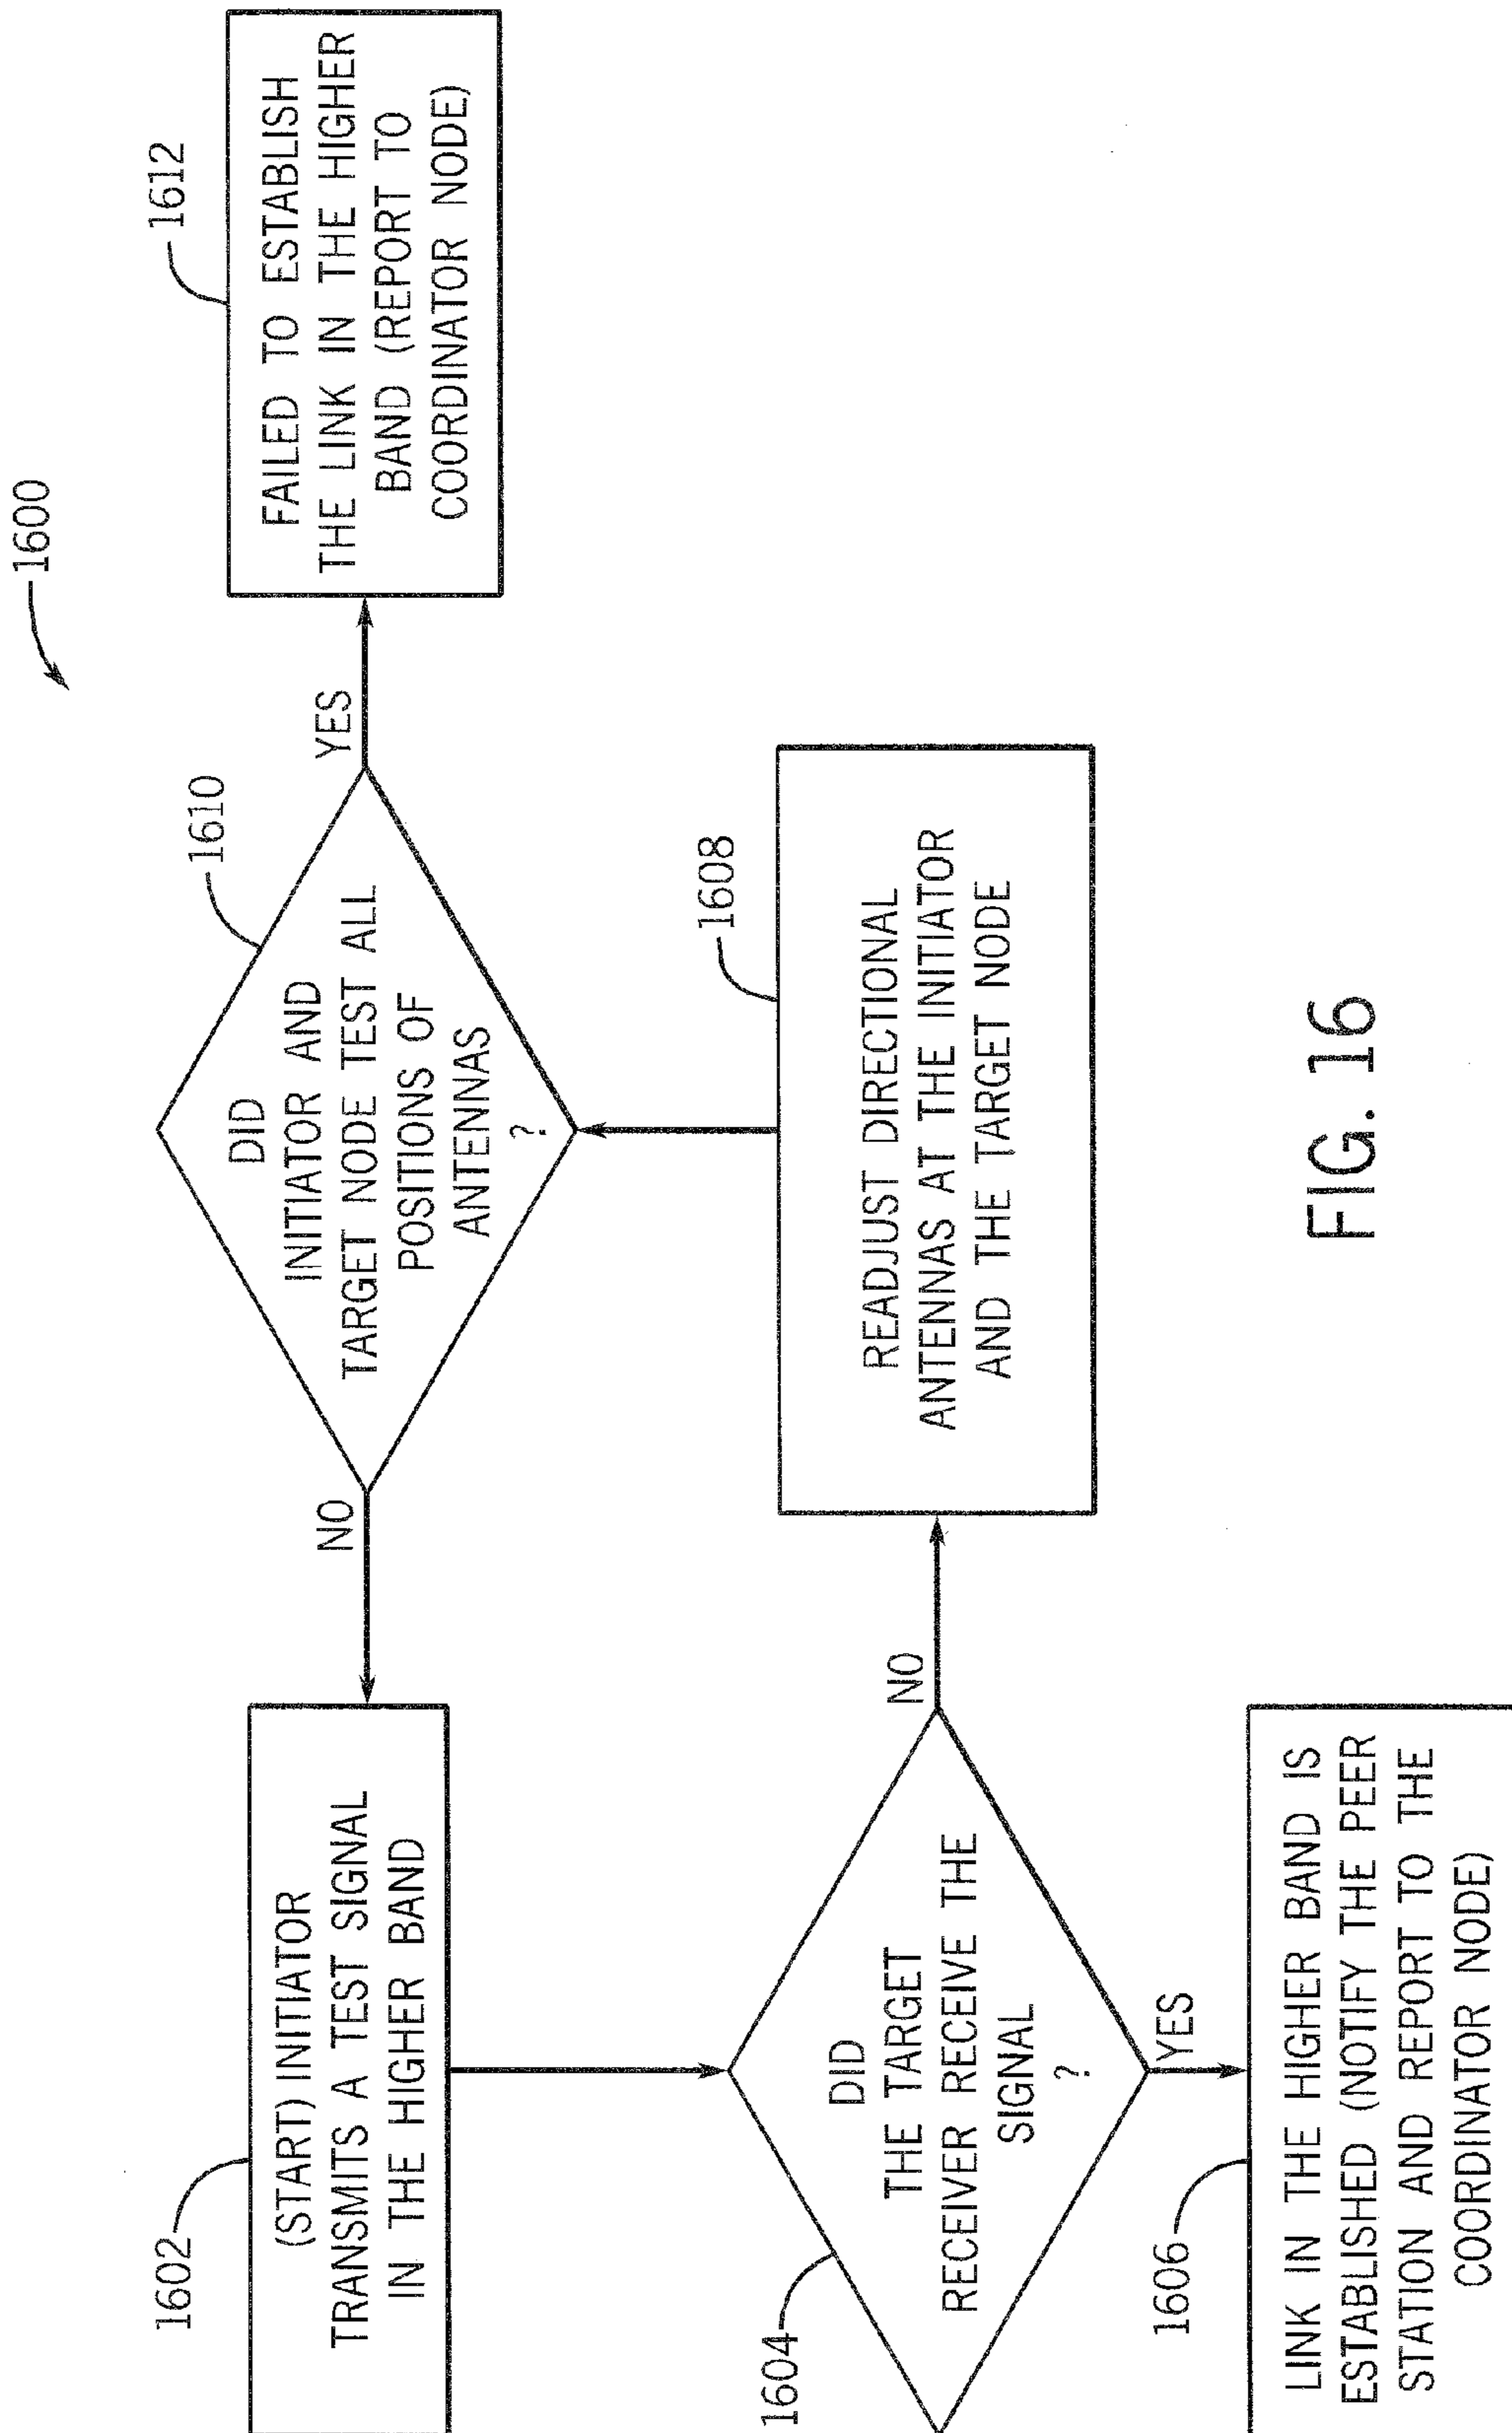 1600
1602
(START) INITIATOR
TRANSMITS A TEST SIGNAL
IN THE HIGHER BAND
NO
DID
INITIATOR AND
TARGET NODE TEST ALL
POSITIONS OF
ANTENNAS
?
1610
YES
FAILED TO ESTABLISH
THE LINK IN THE HIGHER
BAND (REPORT TO
COORDINATOR NODE)
1612
1604
DID
THE TARGET
RECEIVER RECEIVE THE
SIGNAL
?
NO
READJUST DIRECTIONAL
ANTENNAS AT THE INITIATOR
AND THE TARGET NODE
1608
YES
1606
LINK IN THE HIGHER BAND IS
ESTABLISHED (NOTIFY THE PEER
STATION AND REPORT TO THE
COORDINATOR NODE)
FIG. 16